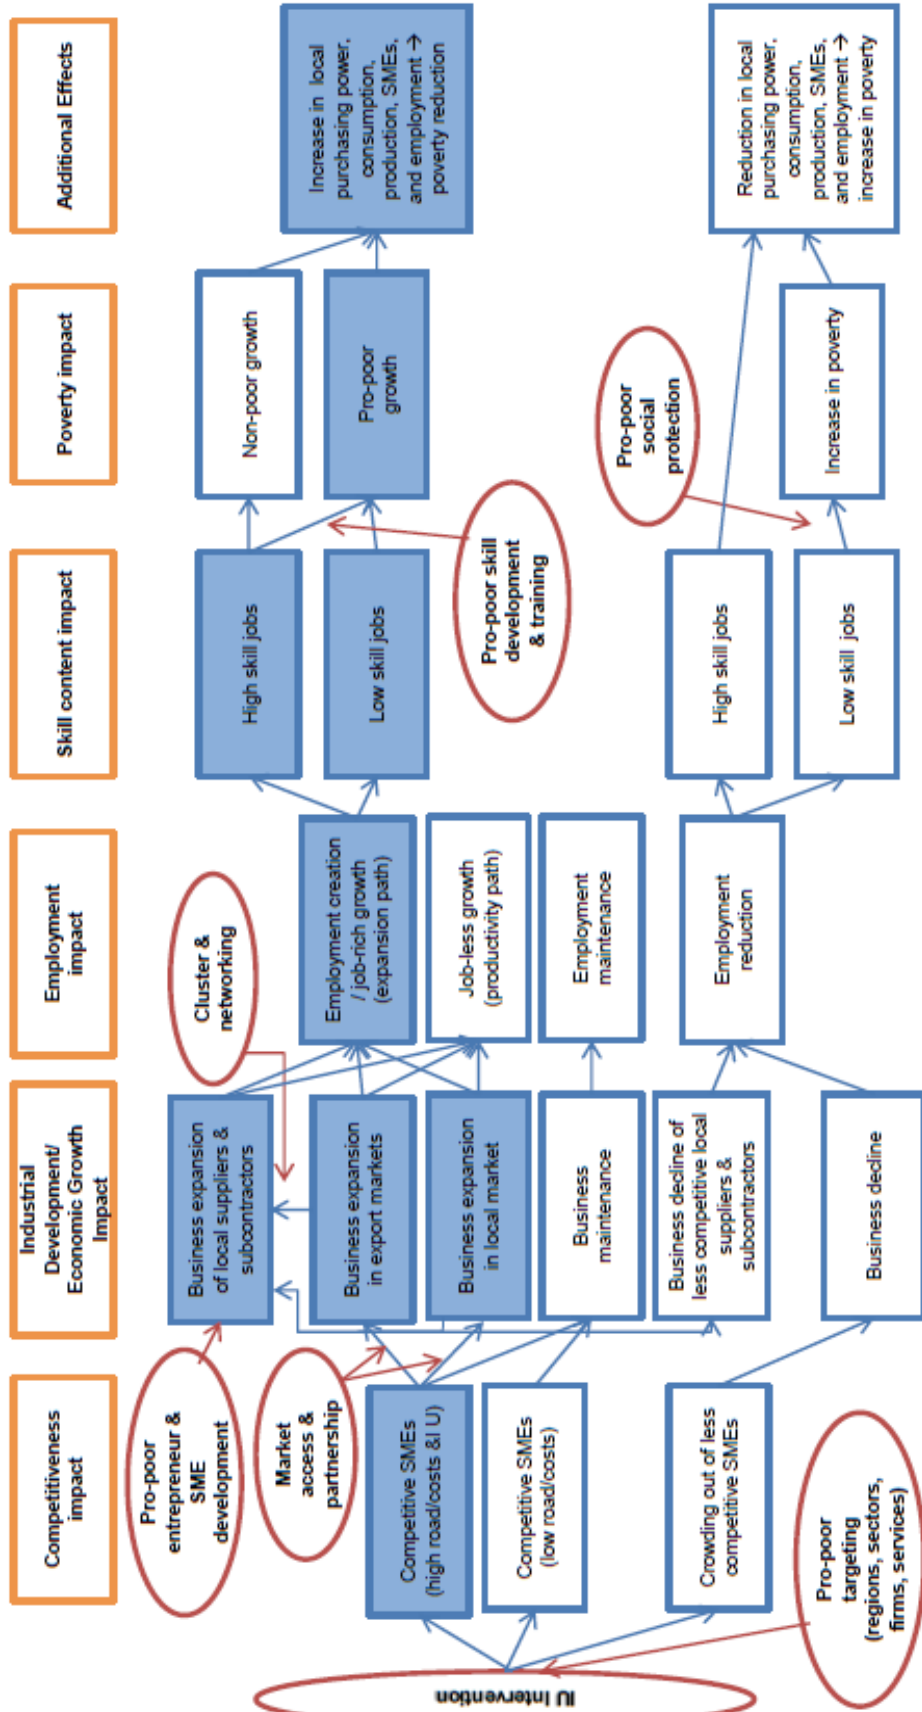 Competitiveness
impact
Industrial
Development/
Economic Growth
Impact
Employment
impact
Skill content impact
Poverty impact
Additional Effects
Pro-poor
entrepreneur &
SME
development
Market
access &
partnership
Cluster &
networking
Pro-poor skill
development
& training
Pro-poor
social
protection
Pro-poor
targeting
(regions, sectors,
firms, services)
IU Intervention
Competitive SMEs
(high road/costs &I U)
Competitive SMEs
(low road/costs)
Crowding out of less
competitive SMEs
Business expansion
of local suppliers &
subcontractors
Business expansion
in export markets
Business expansion
in local market
Business
maintenance
Business decline of
less competitive local
suppliers &
subcontractors
Business decline
Employment creation
/ job-rich growth
(expansion path)
Job-less growth
(productivity path)
Employment
maintenance
Employment
reduction
High skill jobs
Low skill jobs
High skill jobs
Low skill jobs
Non-poor growth
Pro-poor
growth
Increase in poverty
Increase in local
purchasing power,
consumption,
production, SMEs,
and employment →
poverty reduction
Reduction in local
purchasing power,
consumption,
production, SMEs,
and employment →
increase in poverty